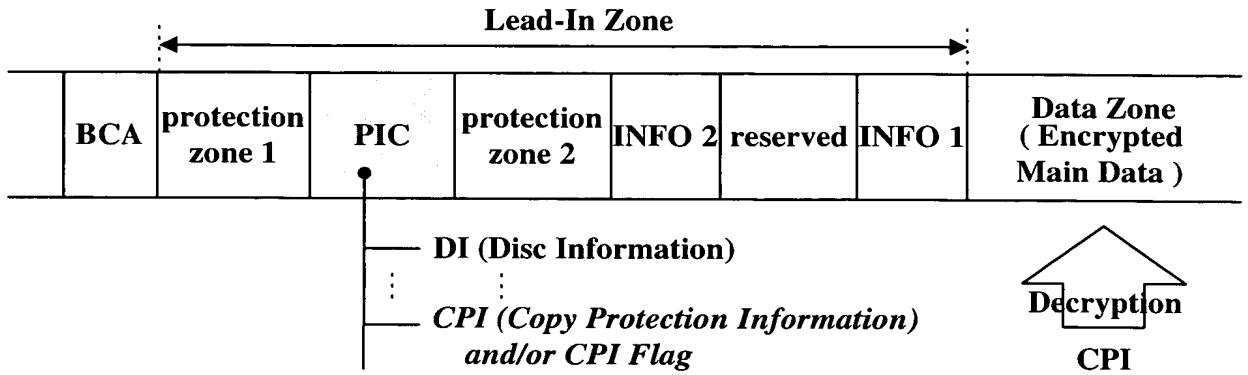 Lead-In Zone
BCA
protection
zone 1
PIC
protection
zone 2
INFO 2
reserved
INFO 1
Data Zone
( Encrypted
Main Data )
DI (Disc Information)
CPI (Copy Protection Information)
and/or CPI Flag
Decryption
CPI